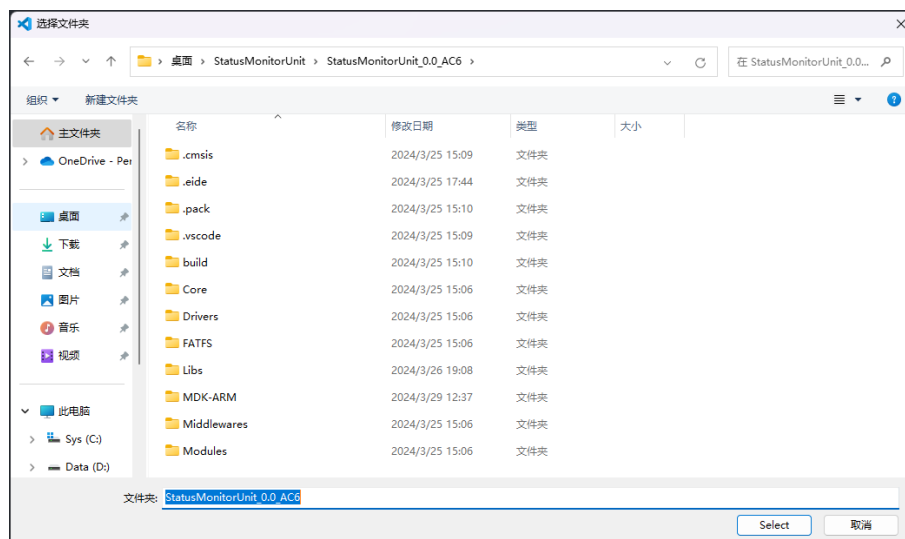 选择文件夹
桌面 › StatusMonitorUnit › StatusMonitorUnit_0.0_AC6 ›
在 StatusMonitorUnit_0.0...
组织 新建文件夹
名称 修改日期 类型 大小
主文件夹
OneDrive - Per
桌面
下载
文档
图片
音乐
视频
此电脑
Sys (C:)
Data (D:)
.cmsis 2024/3/25 15:09 文件夹
.eide 2024/3/25 17:44 文件夹
.pack 2024/3/25 15:10 文件夹
.vscode 2024/3/25 15:09 文件夹
build 2024/3/25 15:10 文件夹
Core 2024/3/25 15:06 文件夹
Drivers 2024/3/25 15:06 文件夹
FATFS 2024/3/25 15:06 文件夹
Libs 2024/3/26 19:08 文件夹
MDK-ARM 2024/3/29 12:37 文件夹
Middlewares 2024/3/25 15:06 文件夹
Modules 2024/3/25 15:06 文件夹
文件夹: StatusMonitorUnit_0.0_AC6
Select 取消